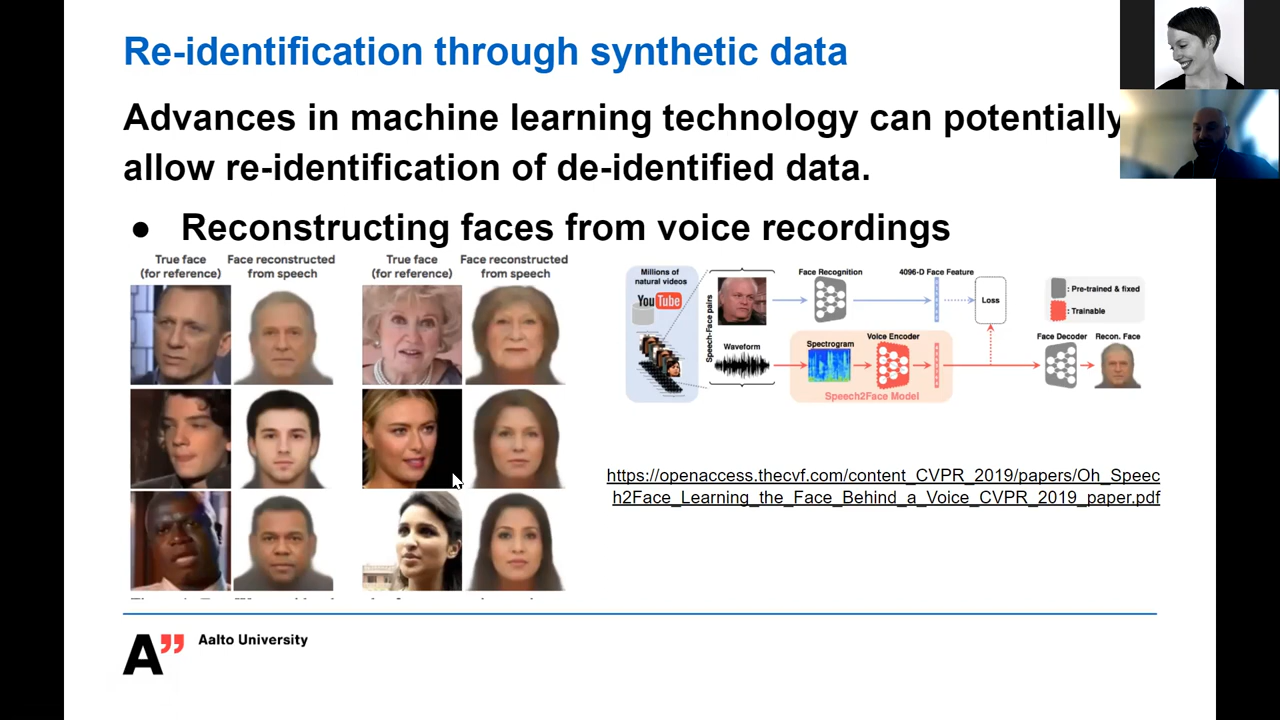 Re-identification through synthetic data
Advances in machine learning technology can potentially
allow re-identification of de-identified data.
● Reconstructing faces from voice recordings
True face
(for reference)
Face reconstructed
from speech
True face
(for reference)
Face reconstructed
from speech
Millions of
natural videos
YouTube
Speech-Face pairs
Waveform
Face Recognition
4096-D Face Feature
Loss
: Pre-trained & fixed
: Trainable
Spectrogram
Voice Encoder
Face Decoder
Recon. Face
Speech2Face Model
https://openaccess.thecvf.com/content_CVPR_2019/papers/Oh_Speec
h2Face_Learning_the_Face_Behind_a_Voice_CVPR_2019_paper.pdf
A”
Aalto University